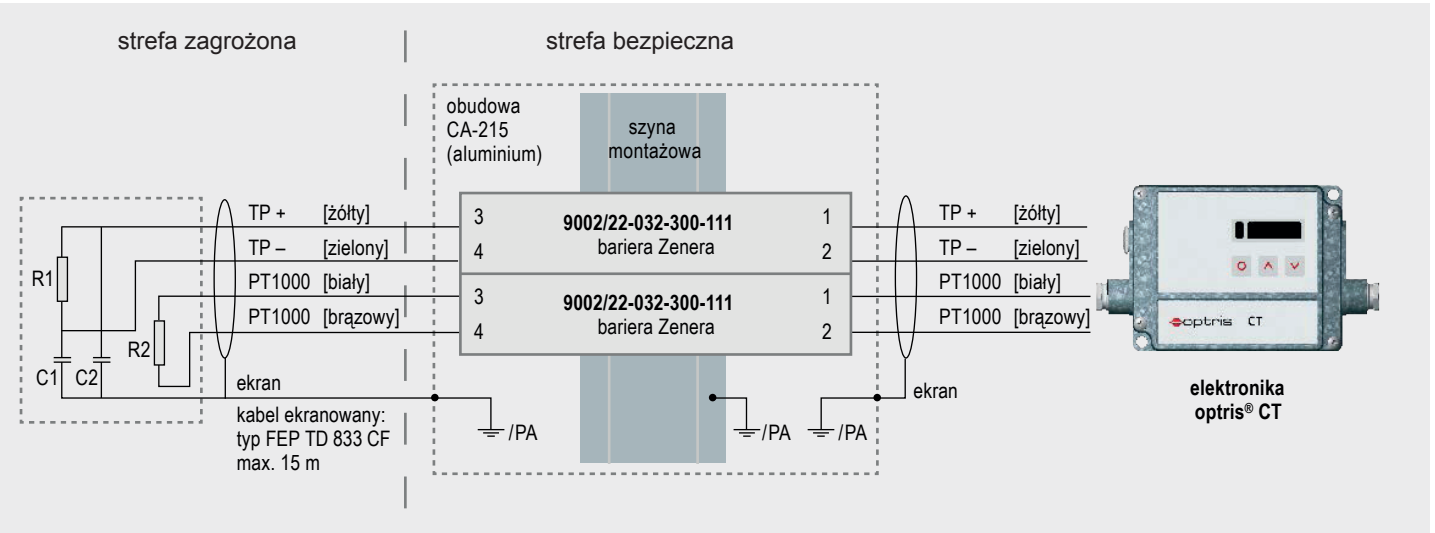 strefa zagrożona
strefa bezpieczna
obudowa
CA-215
(aluminium)
szyna
montażowa
TP + [żółty]
TP – [zielony]
PT1000 [biały]
PT1000 [brązowy]
3
4
3
4
9002/22-032-300-111
bariera Zenera
9002/22-032-300-111
bariera Zenera
1
2
1
2
TP + [żółty]
TP – [zielony]
PT1000 [biały]
PT1000 [brązowy]
R1
R2
C1
C2
ekran
kabel ekranowany:
typ FEP TD 833 CF
max. 15 m
/PA
/PA
/PA
ekran
optris CT
elektronika
optris® CT